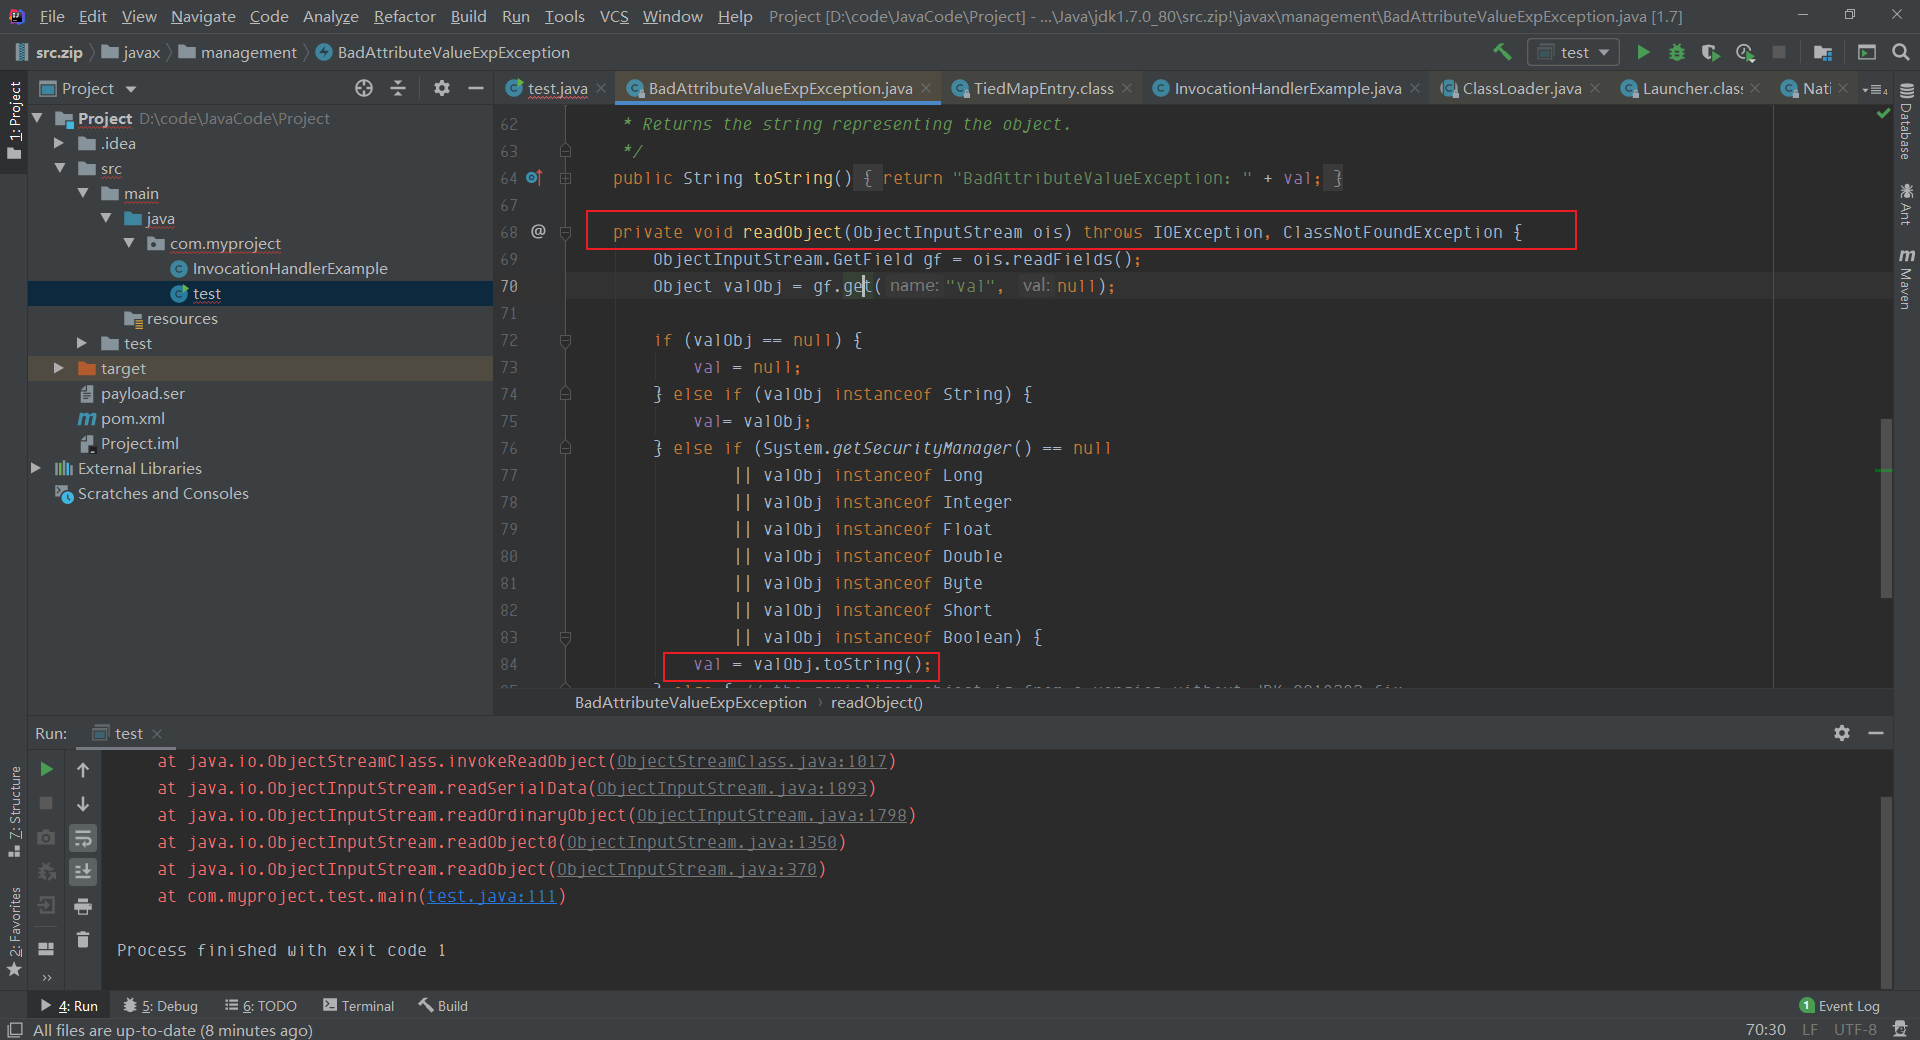 File Edit View Navigate Code Analyze Refactor Build Run Tools VCS Window Help Project [D:\code\JavaCode\Project] - ...\Java\jdk1.7.0_80\src.zip!\javax\management\BadAttributeValueExpException.java [1.7]
src.zip javax management BadAttributeValueExpException test
Project test.java BadAttributeValueExpException.java TiedMapEntry.class InvocationHandlerExample.java ClassLoader.java Launcher.class Nati 4
1: Project
Project D:\code\JavaCode\Project
.idea
src
main
java
com.myproject
InvocationHandlerExample
test
resources
test
target
payload.ser
pom.xml
Project.iml
External Libraries
Scratches and Consoles
62 * Returns the string representing the object.
63 */
64 public String toString() { return "BadAttributeValueException: " + val; }
67
68 @ private void readObject(ObjectInputStream ois) throws IOException, ClassNotFoundException {
69 ObjectInputStream.GetField gf = ois.readFields();
70 Object valObj = gf.get( name: "val", val: null);
71
72 if (valObj == null) {
73 val = null;
74 } else if (valObj instanceof String) {
75 val= valObj;
76 } else if (System.getSecurityManager() == null
77 || valObj instanceof Long
78 || valObj instanceof Integer
79 || valObj instanceof Float
80 || valObj instanceof Double
81 || valObj instanceof Byte
82 || valObj instanceof Short
83 || valObj instanceof Boolean) {
84 val = valObj.toString();
BadAttributeValueExpException › readObject()
Database
Ant
Maven
Run: test
at java.io.ObjectStreamClass.invokeReadObject(ObjectStreamClass.java:1017)
at java.io.ObjectInputStream.readSerialData(ObjectInputStream.java:1893)
at java.io.ObjectInputStream.readOrdinaryObject(ObjectInputStream.java:1798)
at java.io.ObjectInputStream.readObject0(ObjectInputStream.java:1350)
at java.io.ObjectInputStream.readObject(ObjectInputStream.java:370)
at com.myproject.test.main(test.java:111)
Process finished with exit code 1
7: Structure
2: Favorites
4: Run 5: Debug 6: TODO Terminal Build 1 Event Log
All files are up-to-date (8 minutes ago) 70:30 LF UTF-8